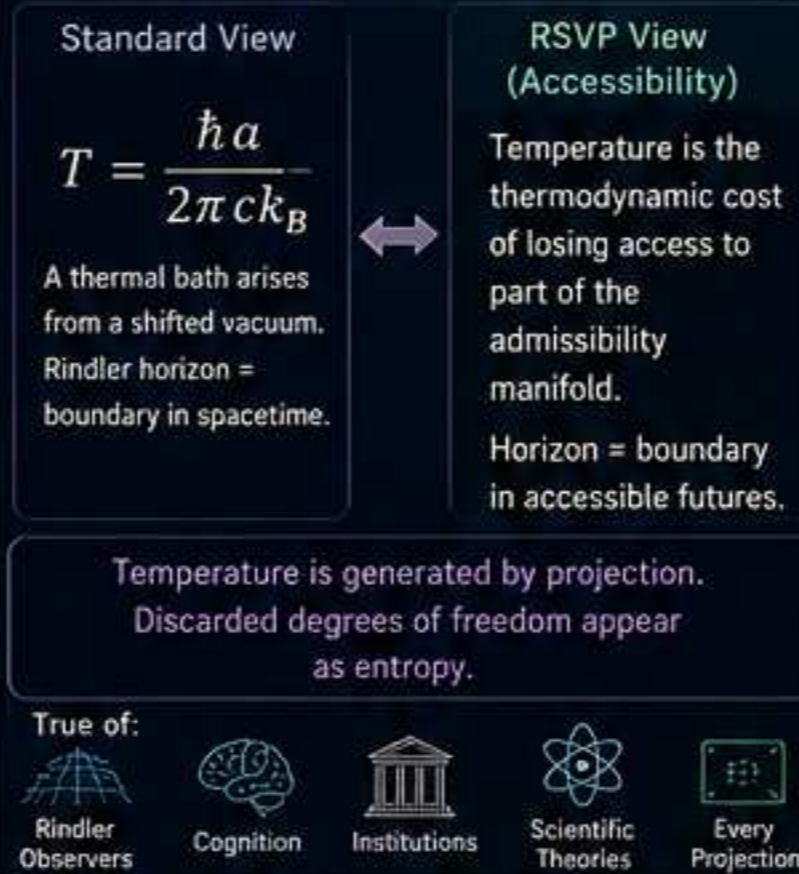 Standard View
T = ħa / 2πck_B
A thermal bath arises
from a shifted vacuum.
Rindler horizon =
boundary in spacetime.
RSVP View
(Accessibility)
Temperature is the
thermodynamic cost
of losing access to
part of the
admissibility
manifold.
Horizon = boundary
in accessible futures.
Temperature is generated by projection.
Discarded degrees of freedom appear
as entropy.
True of:
Rindler
Observers
Cognition
Institutions
Scientific
Theories
Every
Projection